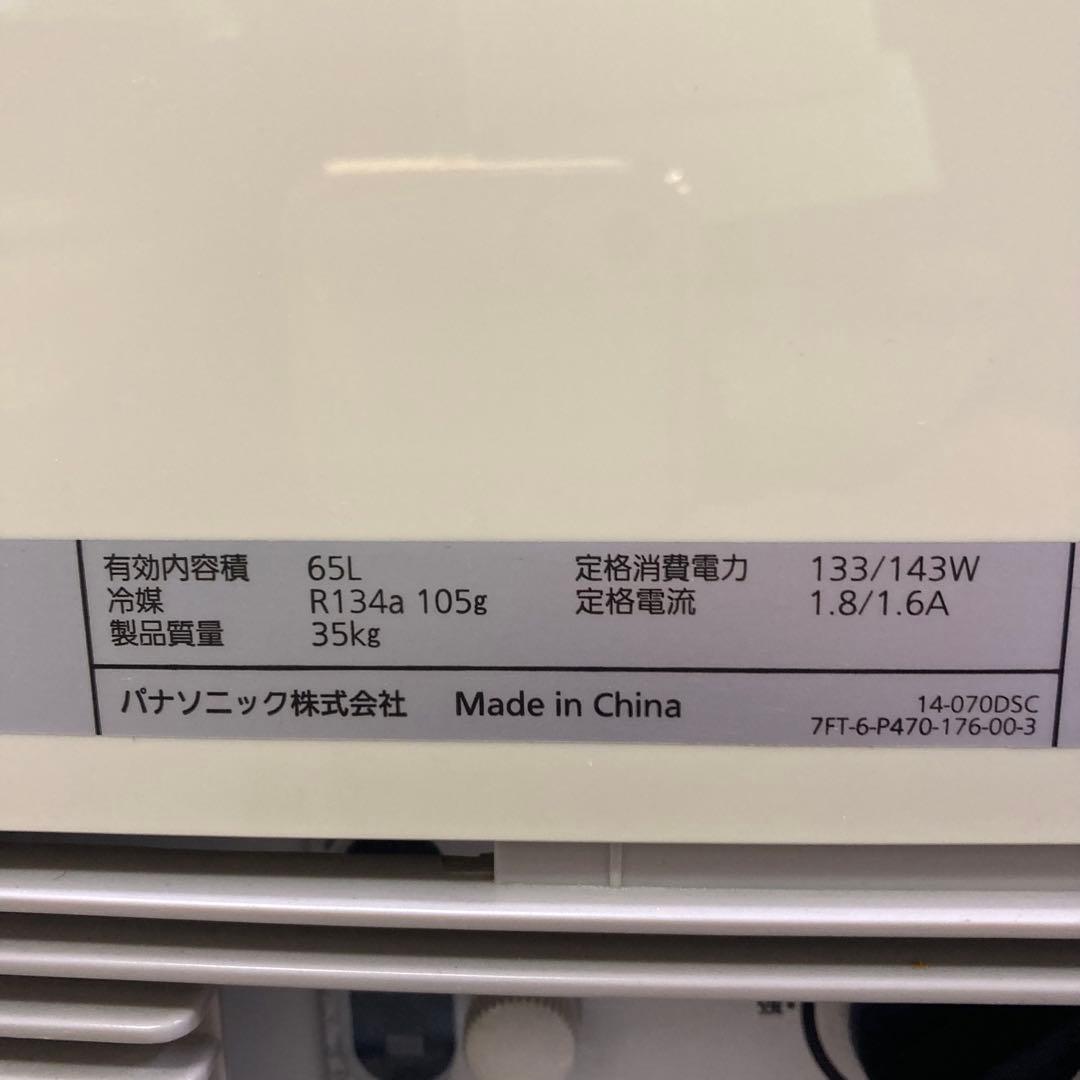 有効内容積 65L 定格消費電力 133/143W
冷媒 R134a 105g 定格電流 1.8/1.6A
製品質量 35kg
パナソニック株式会社 Made in China 14-070DSC
7FT-6-P470-176-00-3